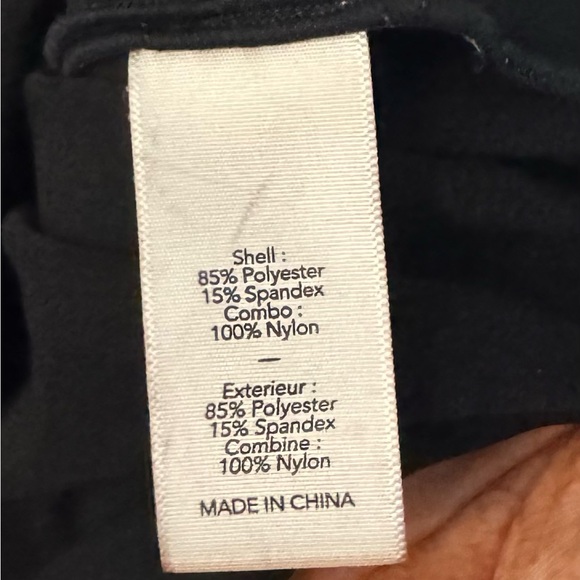 Shell :
85% Polyester
15% Spandex
Combo :
100% Nylon
—
Exterieur :
85% Polyester
15% Spandex
Combine :
100% Nylon
MADE IN CHINA